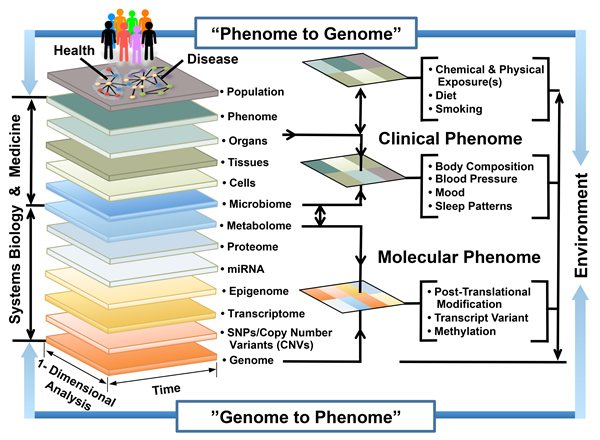 “Phenome to Genome”
Health
Disease
• Population
• Phenome
• Organs
• Tissues
• Cells
• Microbiome
• Metabolome
• Proteome
• miRNA
• Epigenome
• Transcriptome
• SNPs/Copy Number
Variants (CNVs)
• Genome
Systems Biology & Medicine
1- Dimensional
Analysis
Time
• Chemical & Physical
Exposure(s)
• Diet
• Smoking
Clinical Phenome
• Body Composition
• Blood Pressure
• Mood
• Sleep Patterns
Molecular Phenome
• Post-Translational
Modification
• Transcript Variant
• Methylation
Environment
”Genome to Phenome”